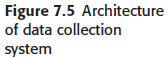 Figure 7.5 Architecture
of data collection
system